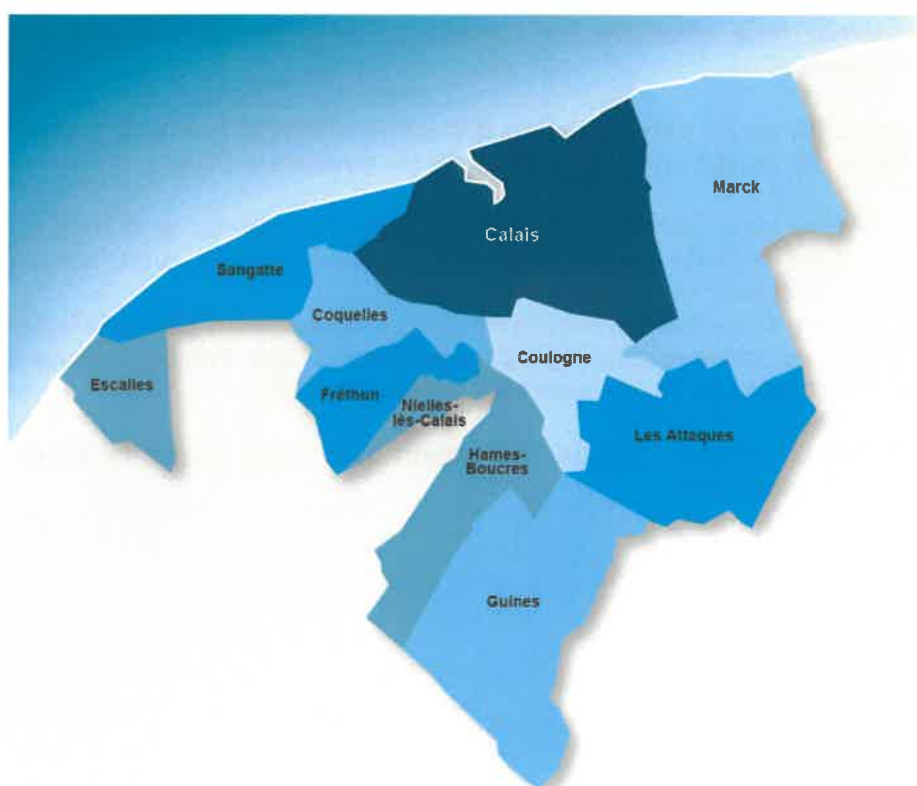 Marck
Calais
Sangatte
Coquelles
Coulogne
Escalles
Fréthun
Nielles-
lès-Calais
Les Attaques
Hames-
Boucres
Guînes